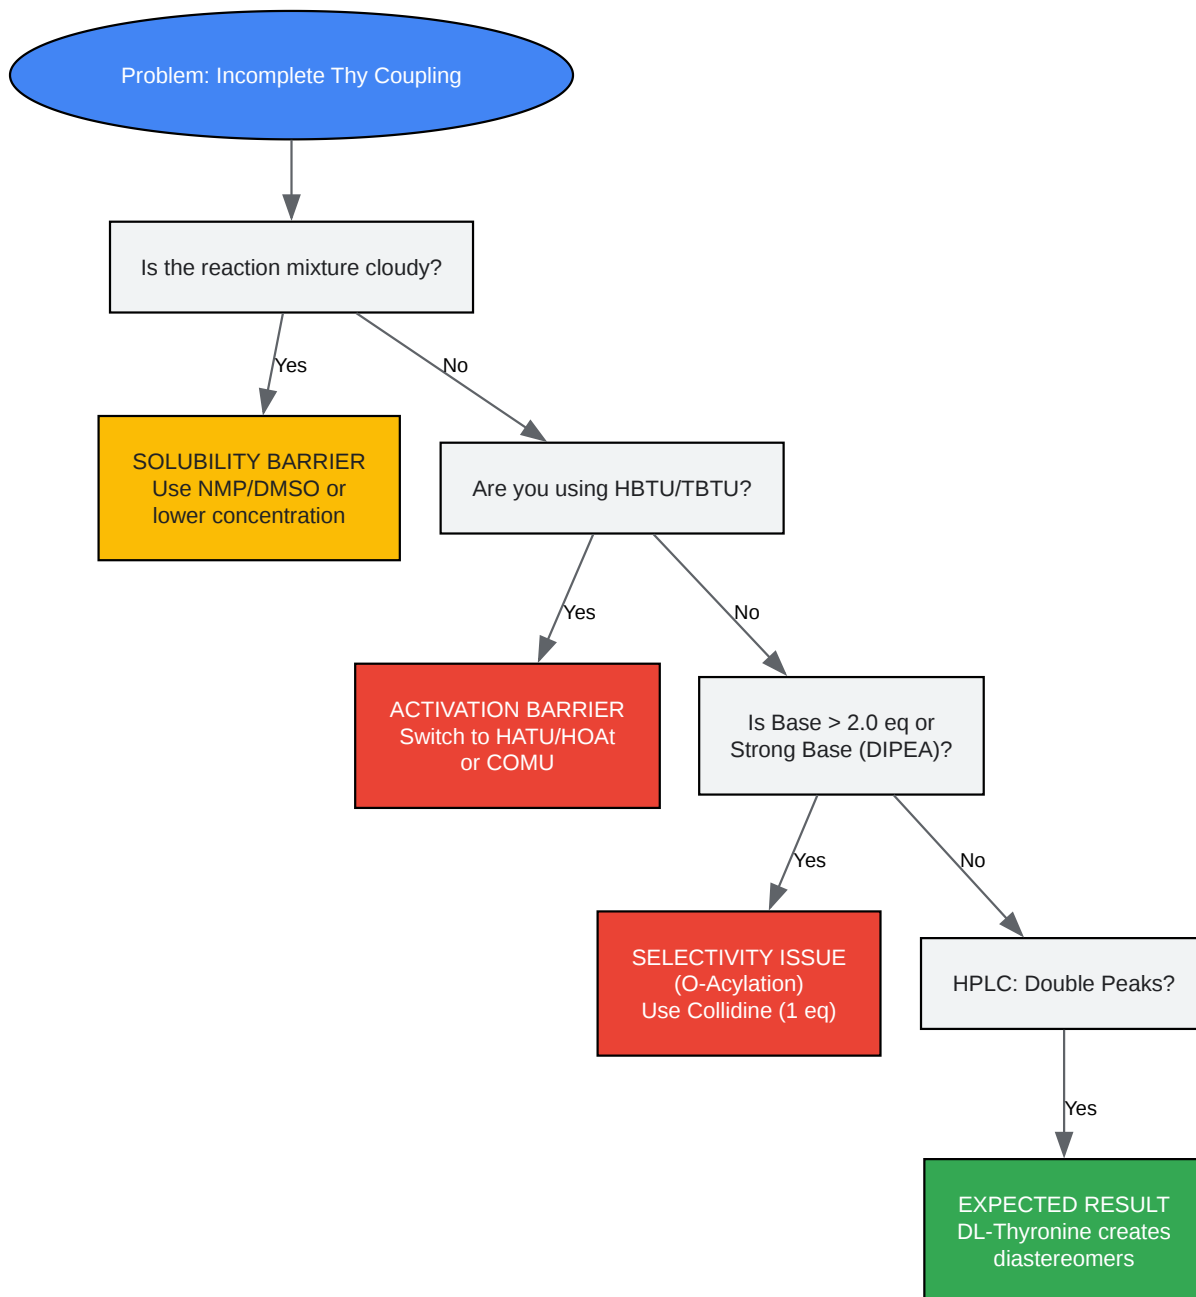 Problem: Incomplete Thy Coupling
Is the reaction mixture cloudy?
Yes
No
SOLUBILITY BARRIER
Use NMP/DMSO or
lower concentration
Are you using HBTU/TBTU?
Yes
No
ACTIVATION BARRIER
Switch to HATU/HOAt
or COMU
Is Base > 2.0 eq or
Strong Base (DIPEA)?
Yes
No
SELECTIVITY ISSUE
(O-Acylation)
Use Collidine (1 eq)
HPLC: Double Peaks?
Yes
EXPECTED RESULT
DL-Thyronine creates
diastereomers